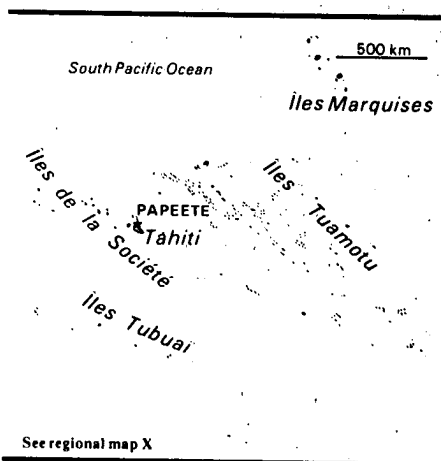 500 km
South Pacific Ocean
Îles Marquises
Îles de la Société
Îles Tuamotu
PAPEETE
Tahiti
Îles Tubuai
See regional map X